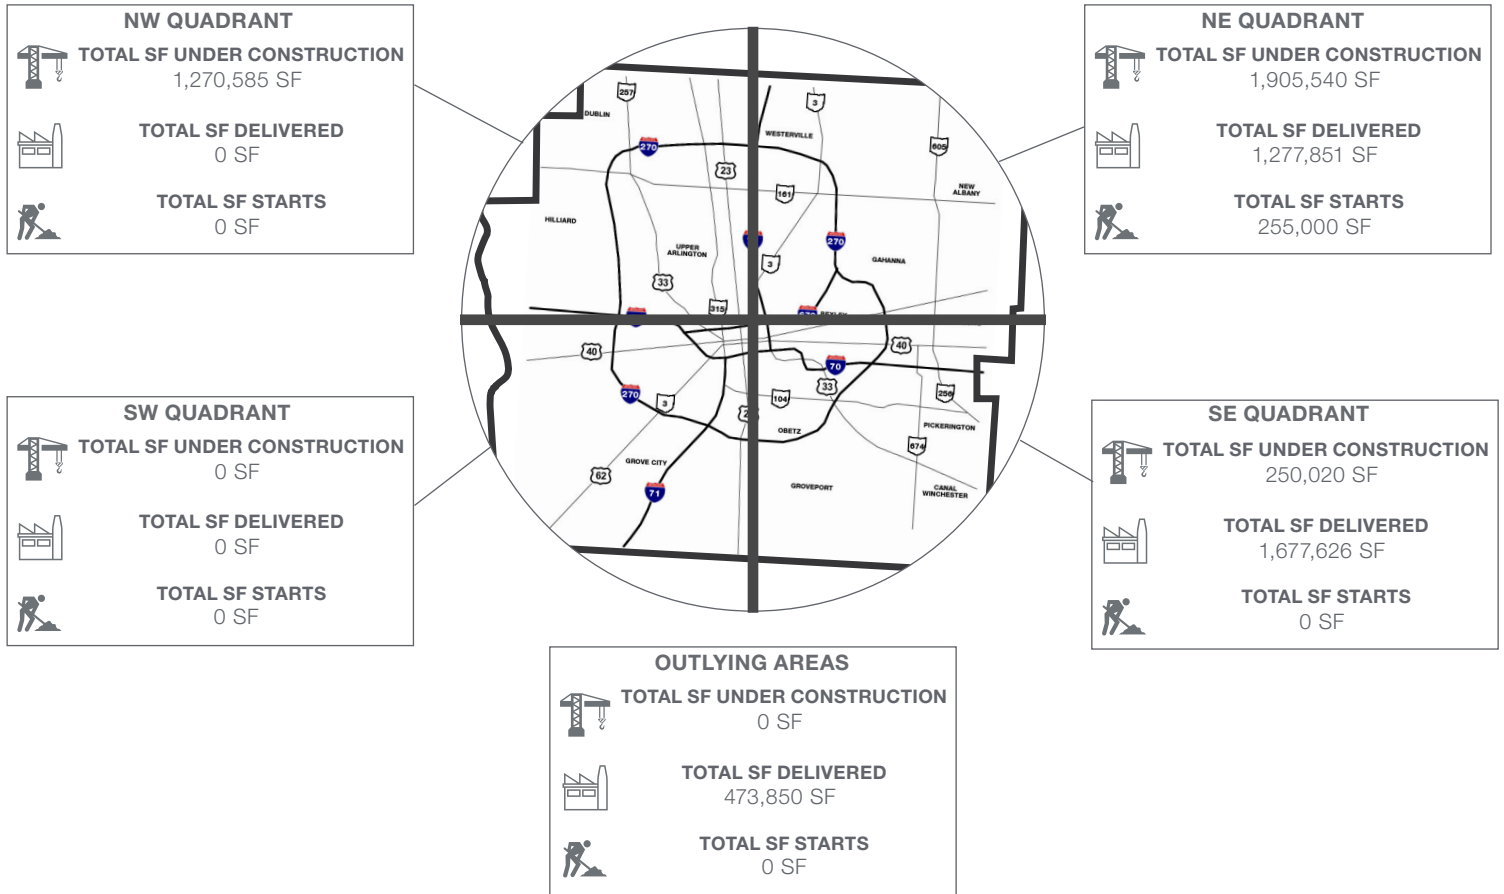 NW QUADRANT
TOTAL SF UNDER CONSTRUCTION
1,270,585 SF
TOTAL SF DELIVERED
0 SF
TOTAL SF STARTS
0 SF
NE QUADRANT
TOTAL SF UNDER CONSTRUCTION
1,905,540 SF
TOTAL SF DELIVERED
1,277,851 SF
TOTAL SF STARTS
255,000 SF
257
DUBLIN
3
WESTERVILLE
270
605
23
161
NEW
ALBANY
HILLIARD
UPPER
ARLINGTON
270
3
GAHANNA
33
315
BEXLEY
40
40
70
33
270
3
104
256
OBETZ
PICKERINGTON
674
GROVE CITY
62
71
GROVEPORT
CANAL
WINCHESTER
SW QUADRANT
TOTAL SF UNDER CONSTRUCTION
0 SF
TOTAL SF DELIVERED
0 SF
TOTAL SF STARTS
0 SF
SE QUADRANT
TOTAL SF UNDER CONSTRUCTION
250,020 SF
TOTAL SF DELIVERED
1,677,626 SF
TOTAL SF STARTS
0 SF
OUTLYING AREAS
TOTAL SF UNDER CONSTRUCTION
0 SF
TOTAL SF DELIVERED
473,850 SF
TOTAL SF STARTS
0 SF